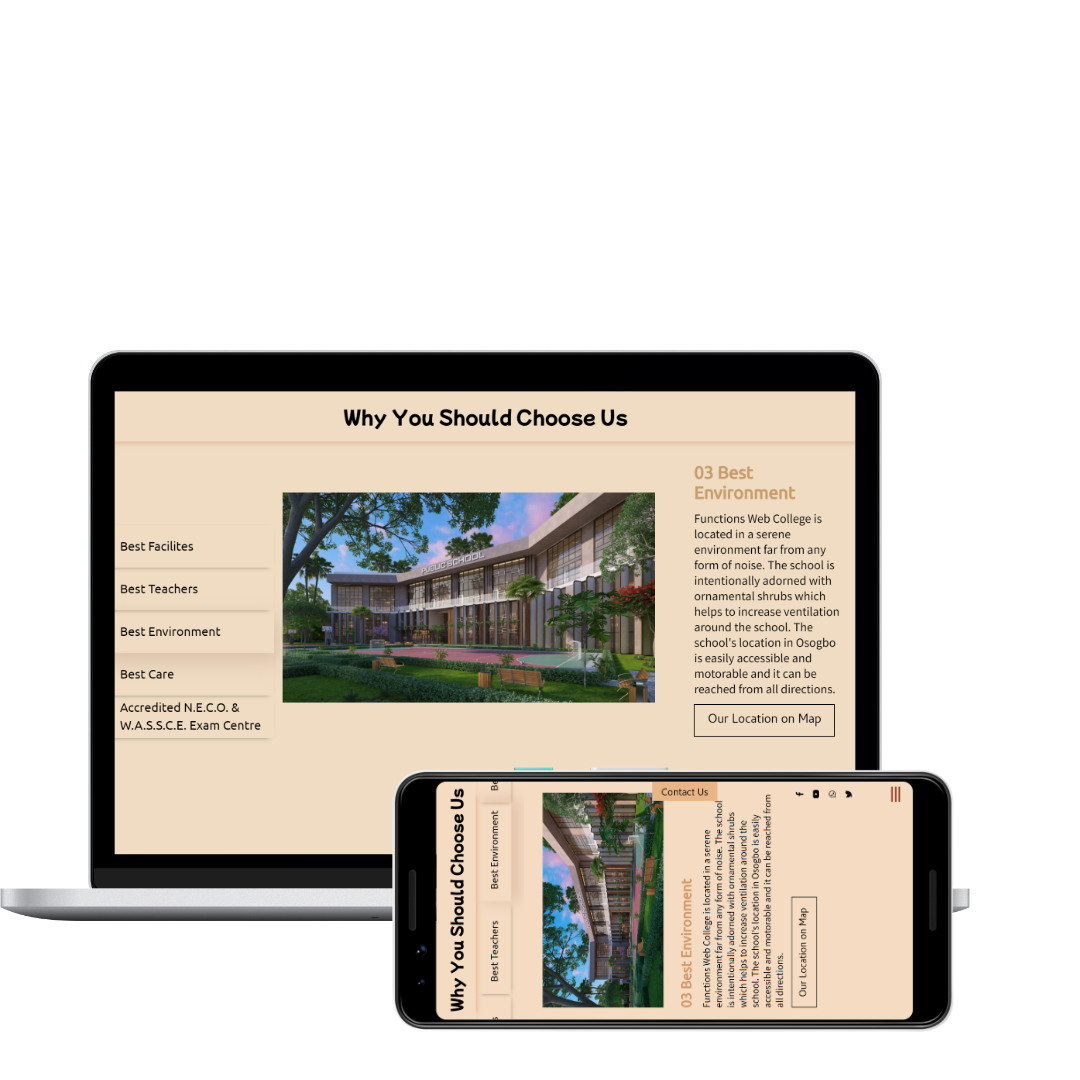 Why You Should Choose Us
Best Facilites
Best Teachers
Best Environment
Best Care
Accredited N.E.C.O. &
W.A.S.S.C.E. Exam Centre
PUBLIC SCHOOL
03 Best
Environment
Functions Web College is
located in a serene
environment far from any
form of noise. The school is
intentionally adorned with
ornamental shrubs which
helps to increase ventilation
around the school. The
school's location in Osogbo
is easily accessible and
motorable and it can be
reached from all directions.
Our Location on Map
Why You Should Choose Us
s
Best Teachers
Best Environment
Be
03 Best Environment
Functions Web College is located in a serene
environment far from any form of noise. The school
is intentionally adorned with ornamental shrubs
which helps to increase ventilation around the
school. The school's location in Osogbo is easily
accessible and motorable and it can be reached from
all directions.
Our Location on Map
Contact Us